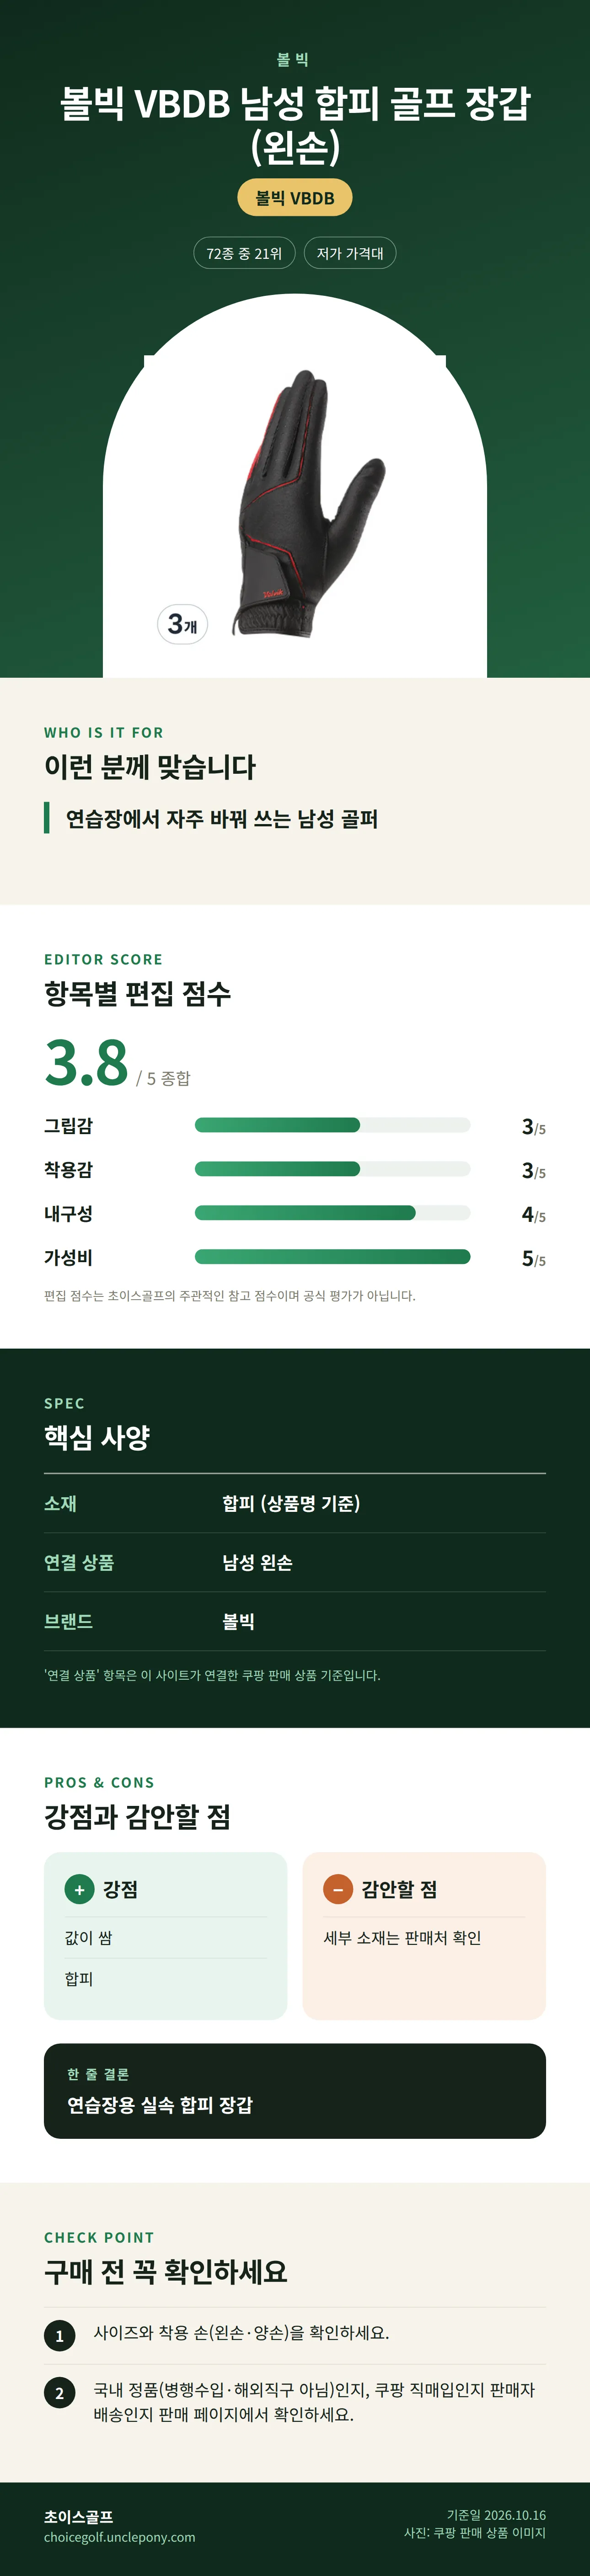 볼빅
볼빅 VBDB 남성 합피 골프 장갑
(왼손)
볼빅 VBDB
72종 중 21위
저가 가격대
Volvik
3개
WHO IS IT FOR
이런 분께 맞습니다
연습장에서 자주 바꿔 쓰는 남성 골퍼
EDITOR SCORE
항목별 편집 점수
3.8 / 5 종합
그립감 3/5
착용감 3/5
내구성 4/5
가성비 5/5
편집 점수는 초이스골프의 주관적인 참고 점수이며 공식 평가가 아닙니다.
SPEC
핵심 사양
소재 합피 (상품명 기준)
연결 상품 남성 왼손
브랜드 볼빅
'연결 상품' 항목은 이 사이트가 연결한 쿠팡 판매 상품 기준입니다.
PROS & CONS
강점과 감안할 점
+ 강점
값이 쌈
합피
− 감안할 점
세부 소재는 판매처 확인
한 줄 결론
연습장용 실속 합피 장갑
CHECK POINT
구매 전 꼭 확인하세요
1 사이즈와 착용 손(왼손·양손)을 확인하세요.
2 국내 정품(병행수입·해외직구 아님)인지, 쿠팡 직매입인지 판매자
배송인지 판매 페이지에서 확인하세요.
초이스골프
choicegolf.unclepony.com
기준일 2026.10.16
사진: 쿠팡 판매 상품 이미지